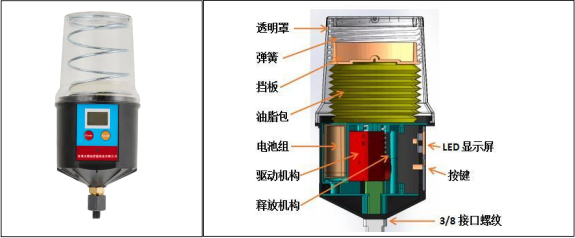 透明罩
弹簧
挡板
油脂包
电池组
驱动机构
释放机构
LED 显示屏
按键
3/8 接口螺纹